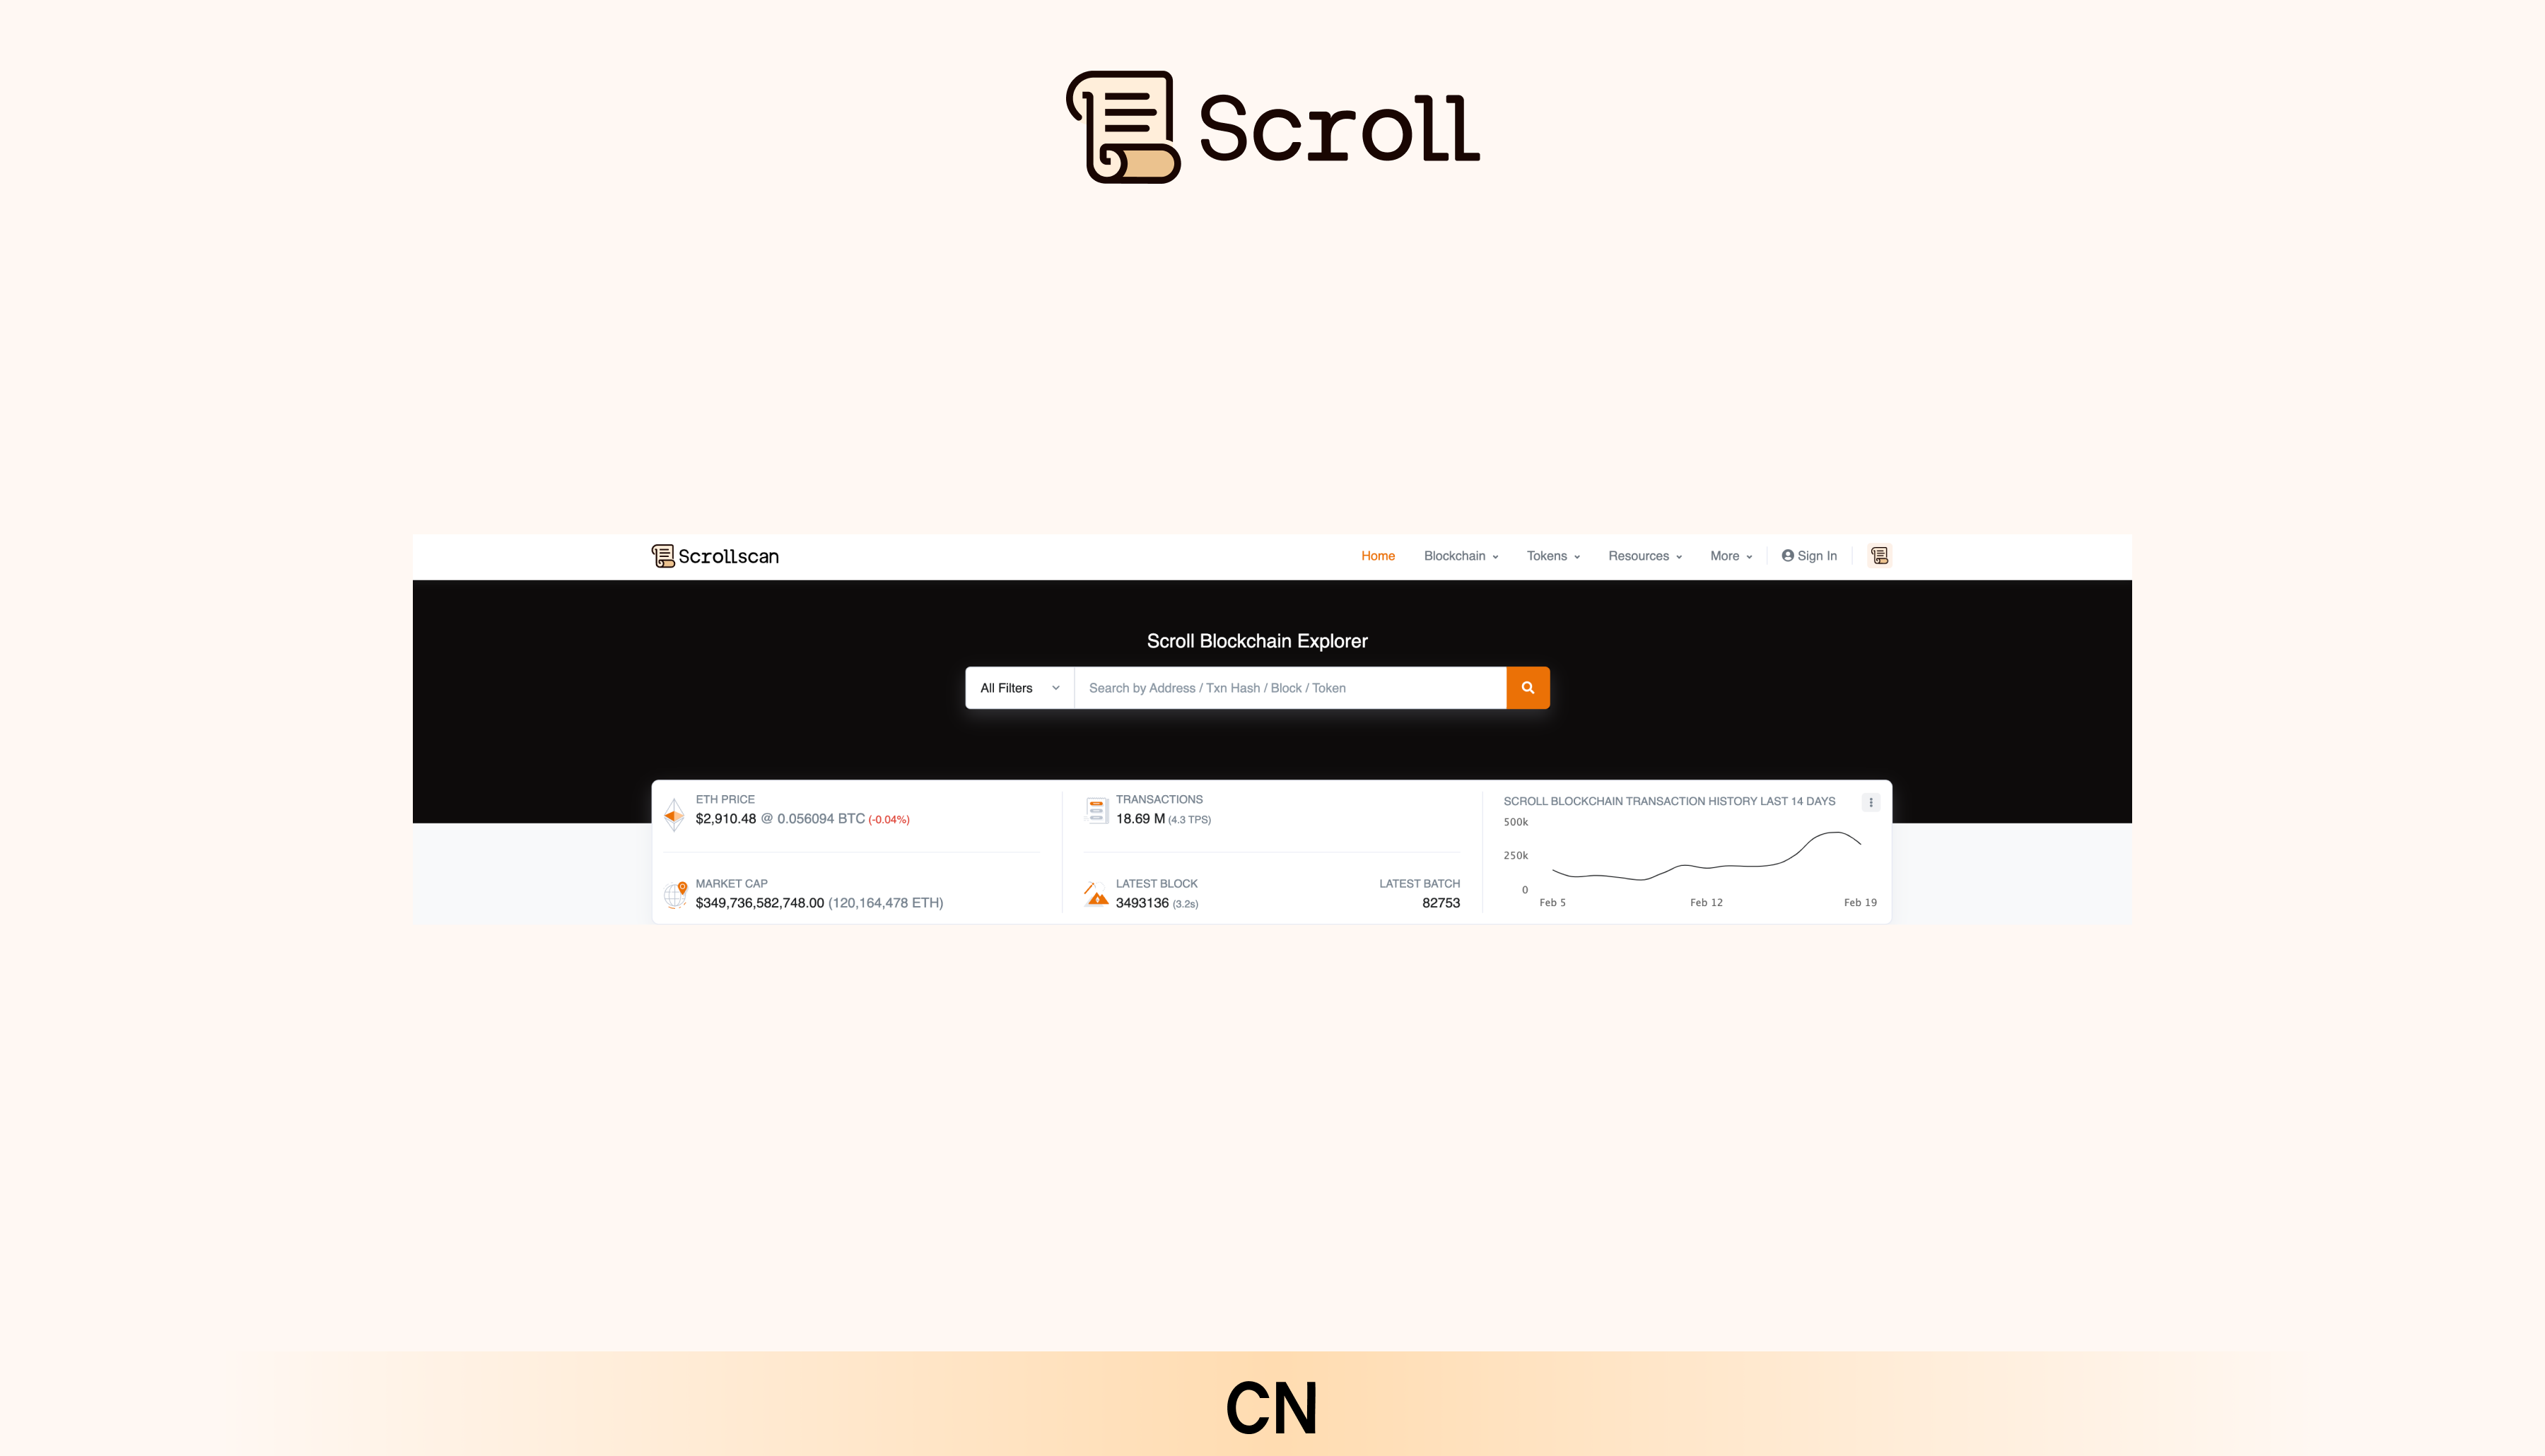 Scroll
Scrollscan
Home Blockchain Tokens Resources More Sign In
Scroll Blockchain Explorer
All Filters Search by Address / Txn Hash / Block / Token
ETH PRICE
$2,910.48 @ 0.056094 BTC (-0.04%)
MARKET CAP
$349,736,582,748.00 (120,164,478 ETH)
TRANSACTIONS
18.69 M (4.3 TPS)
LATEST BLOCK
3493136 (3.2s)
LATEST BATCH
82753
SCROLL BLOCKCHAIN TRANSACTION HISTORY LAST 14 DAYS
500k
250k
0
Feb 5 Feb 12 Feb 19
CN